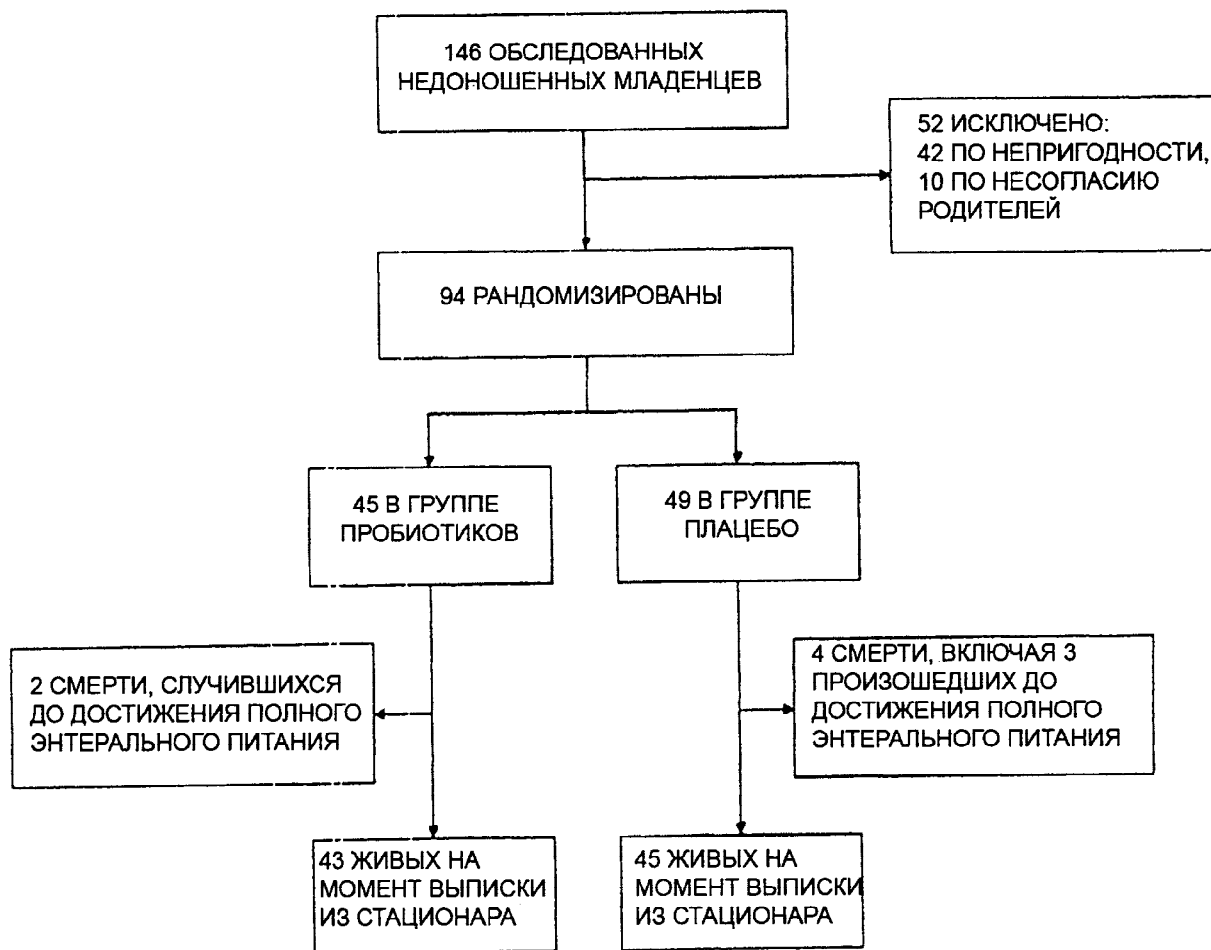 146 ОБСЛЕДОВАННЫХ
НЕДОНОШЕННЫХ МЛАДЕНЦЕВ
52 ИСКЛЮЧЕНО:
42 ПО НЕПРИГОДНОСТИ,
10 ПО НЕСОГЛАСИЮ
РОДИТЕЛЕЙ
94 РАНДОМИЗИРОВАНЫ
45 В ГРУППЕ
ПРОБИОТИКОВ
49 В ГРУППЕ
ПЛАЦЕБО
2 СМЕРТИ, СЛУЧИВШИХСЯ
ДО ДОСТИЖЕНИЯ ПОЛНОГО
ЭНТЕРАЛЬНОГО ПИТАНИЯ
4 СМЕРТИ, ВКЛЮЧАЯ 3
ПРОИЗОШЕДШИХ ДО
ДОСТИЖЕНИЯ ПОЛНОГО
ЭНТЕРАЛЬНОГО ПИТАНИЯ
43 ЖИВЫХ НА
МОМЕНТ ВЫПИСКИ
ИЗ СТАЦИОНАРА
45 ЖИВЫХ НА
МОМЕНТ ВЫПИСКИ
ИЗ СТАЦИОНАРА